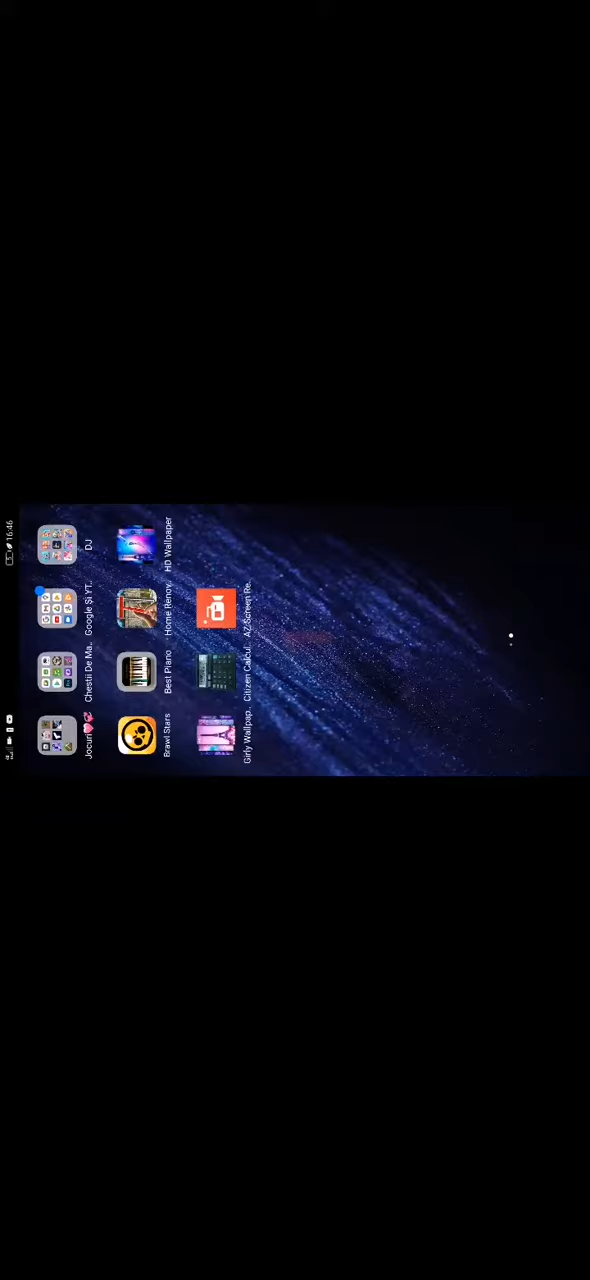 16:46
Jocuri❤️💞 Chestii De Ma.. Google Și YT.. DJ
Brawl Stars Best Piano Home Renov.. HD Wallpaper
Girly Wallpap.. Citizen Calcul.. AZ Screen Re..